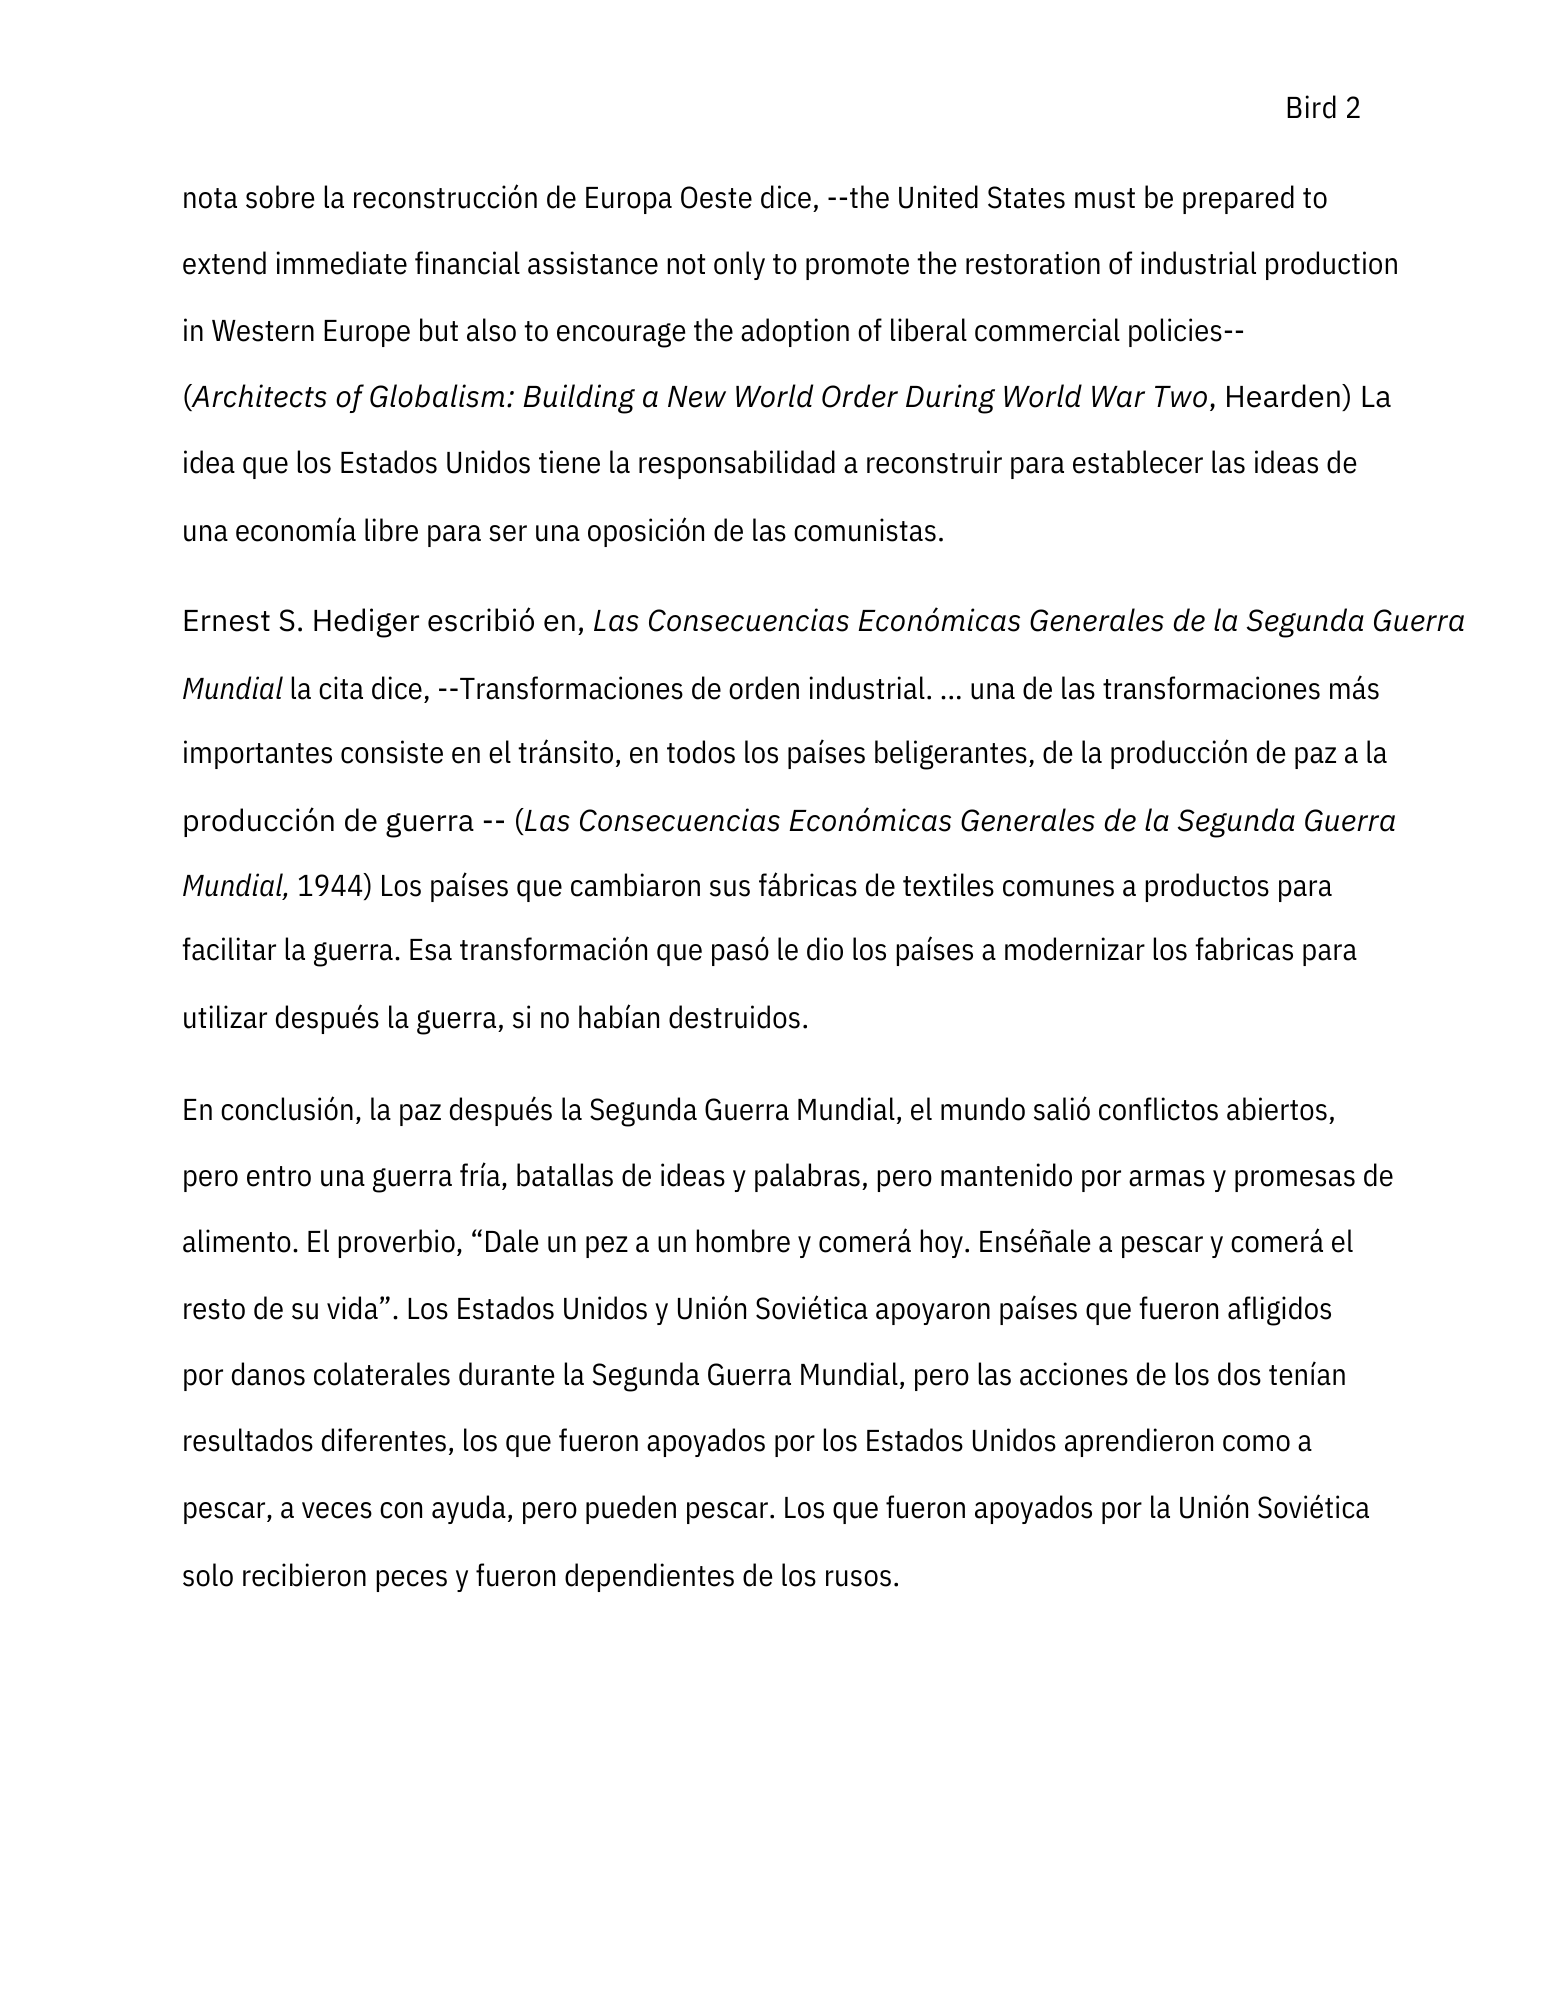 Bird 2
nota sobre la reconstrucción de Europa Oeste dice, --the United States must be prepared to
extend immediate financial assistance not only to promote the restoration of industrial production
in Western Europe but also to encourage the adoption of liberal commercial policies--
(Architects of Globalism: Building a New World Order During World War Two, Hearden) La
idea que los Estados Unidos tiene la responsabilidad a reconstruir para establecer las ideas de
una economía libre para ser una oposición de las comunistas.
Ernest S. Hediger escribió en, Las Consecuencias Económicas Generales de la Segunda Guerra
Mundial la cita dice, --Transformaciones de orden industrial. ... una de las transformaciones más
importantes consiste en el tránsito, en todos los países beligerantes, de la producción de paz a la
producción de guerra -- (Las Consecuencias Económicas Generales de la Segunda Guerra
Mundial, 1944) Los países que cambiaron sus fábricas de textiles comunes a productos para
facilitar la guerra. Esa transformación que pasó le dio los países a modernizar los fabricas para
utilizar después la guerra, si no habían destruidos.
En conclusión, la paz después la Segunda Guerra Mundial, el mundo salió conflictos abiertos,
pero entro una guerra fría, batallas de ideas y palabras, pero mantenido por armas y promesas de
alimento. El proverbio, “Dale un pez a un hombre y comerá hoy. Enséñale a pescar y comerá el
resto de su vida”. Los Estados Unidos y Unión Soviética apoyaron países que fueron afligidos
por danos colaterales durante la Segunda Guerra Mundial, pero las acciones de los dos tenían
resultados diferentes, los que fueron apoyados por los Estados Unidos aprendieron como a
pescar, a veces con ayuda, pero pueden pescar. Los que fueron apoyados por la Unión Soviética
solo recibieron peces y fueron dependientes de los rusos.